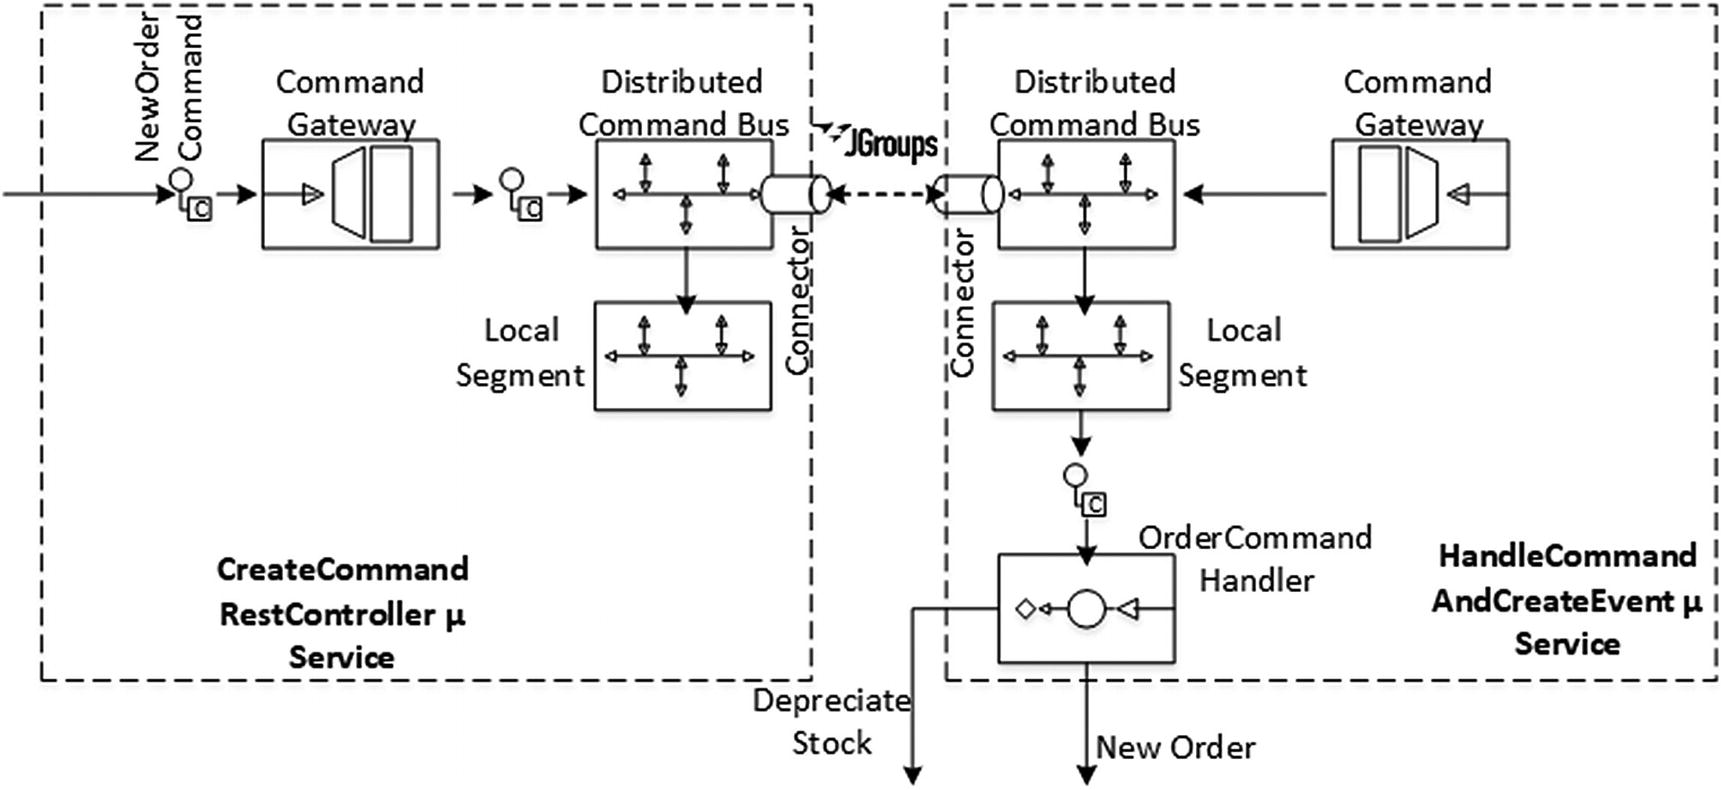 NewOrder
Command
Command
Gateway
Distributed
Command Bus
JGroups
Distributed
Command Bus
Command
Gateway
C
C
Connector
Connector
Local
Segment
Local
Segment
C
OrderCommand
Handler
CreateCommand
RestController µ
Service
HandleCommand
AndCreateEvent µ
Service
Depreciate
Stock
New Order